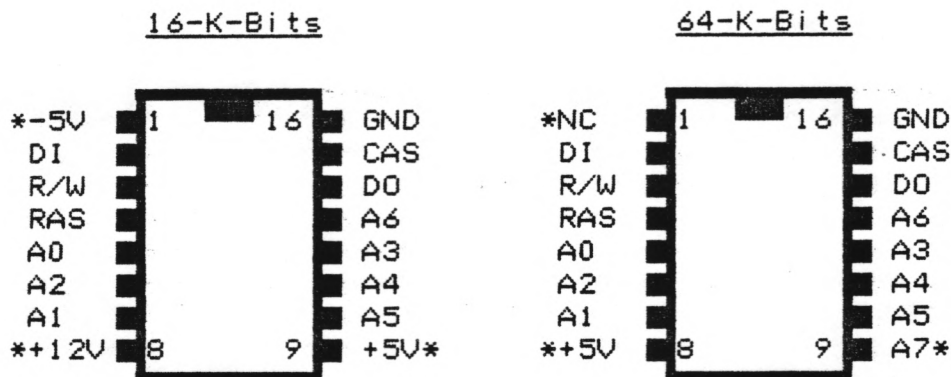 16-K-Bits 64-K-Bits
*-5V 1 16 GND *NC 1 16 GND
DI CAS DI CAS
R/W DO R/W DO
RAS A6 RAS A6
A0 A3 A0 A3
A2 A4 A2 A4
A1 A5 A1 A5
*+12V 8 9 +5V* *+5V 8 9 A7*